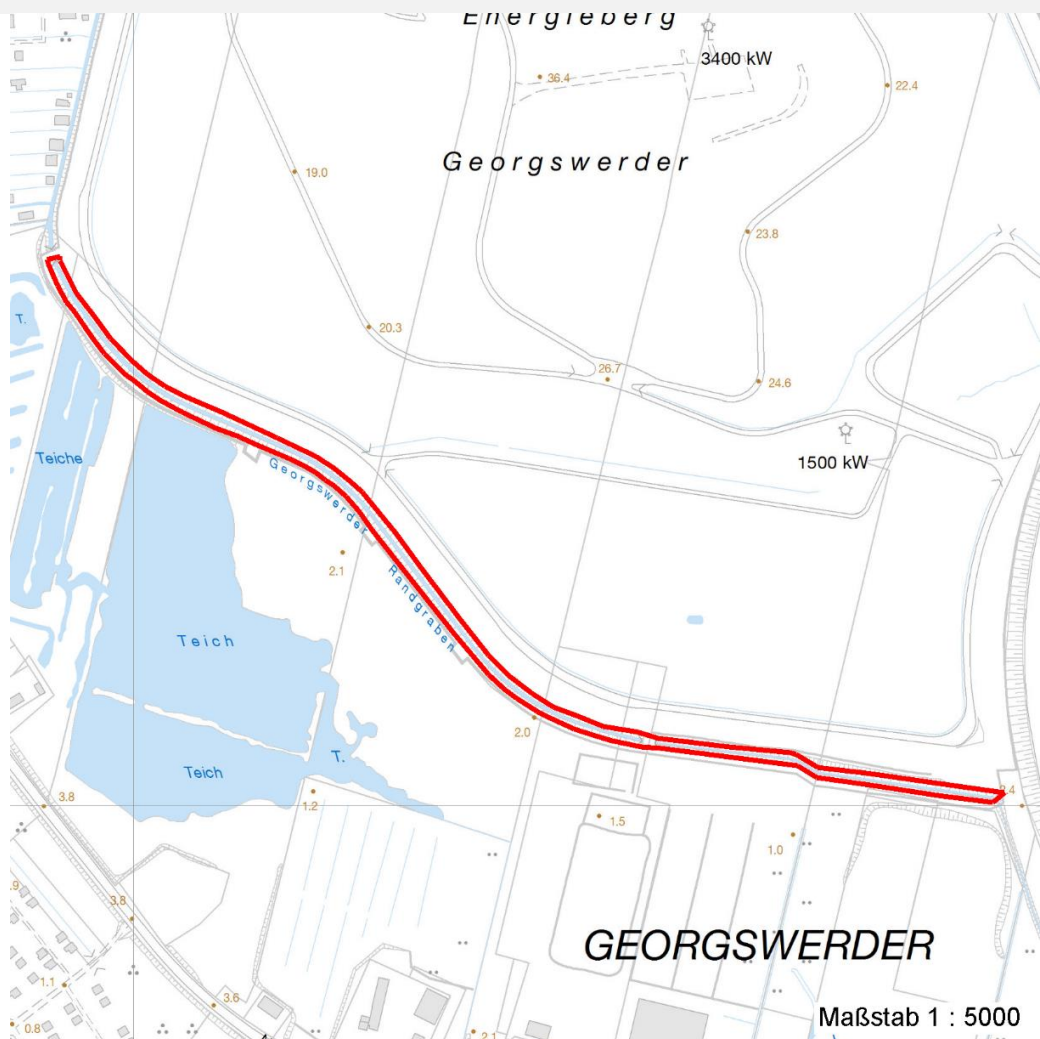 Energieberg
3400 kW
36.4
22.4
Georgswerder
19.0
23.8
T.
20.3
26.7
24.6
Teiche
1500 kW
Georgswerder
Randgraben
2.1
Teich
2.0
T.
Teich
1.2
3.8
2.4
1.5
1.0
3.8
GEORGSWERDER
1.1
3.6
0.8
2.1
Maßstab 1 : 5000